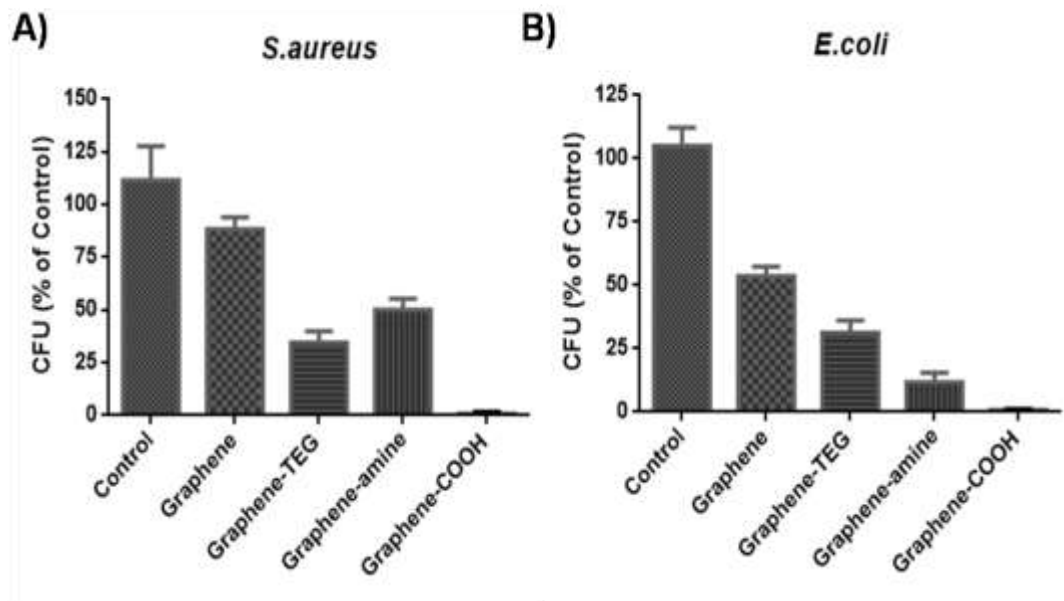 A)
S.aureus
CFU (% of Control)
150
125
100
75
50
25
0
Control
Graphene
Graphene-TEG
Graphene-amine
Graphene-COOH
B)
E.coli
CFU (% of Control)
125
100
75
50
25
0
Control
Graphene
Graphene-TEG
Graphene-amine
Graphene-COOH